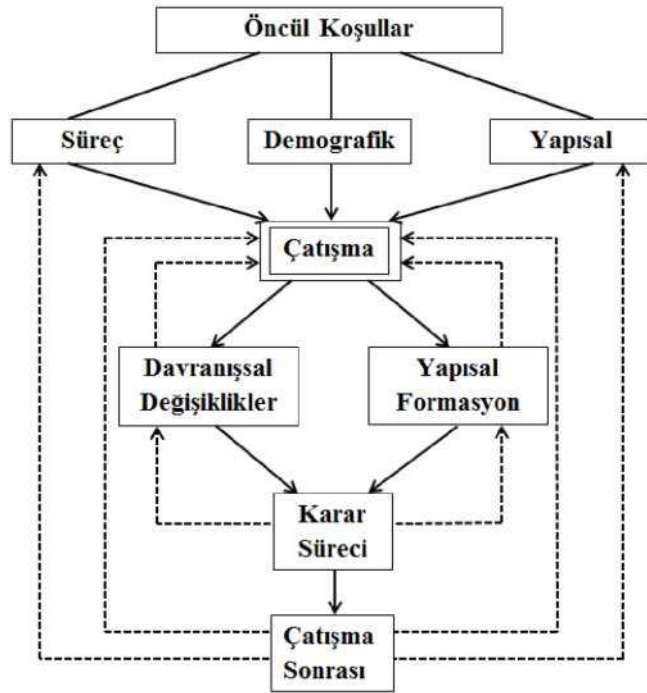 Öncül Koşullar
Süreç
Demografik
Yapısal
Çatışma
Davranışsal
Değişiklikler
Yapısal
Formasyon
Karar
Süreci
Çatışma
Sonrası